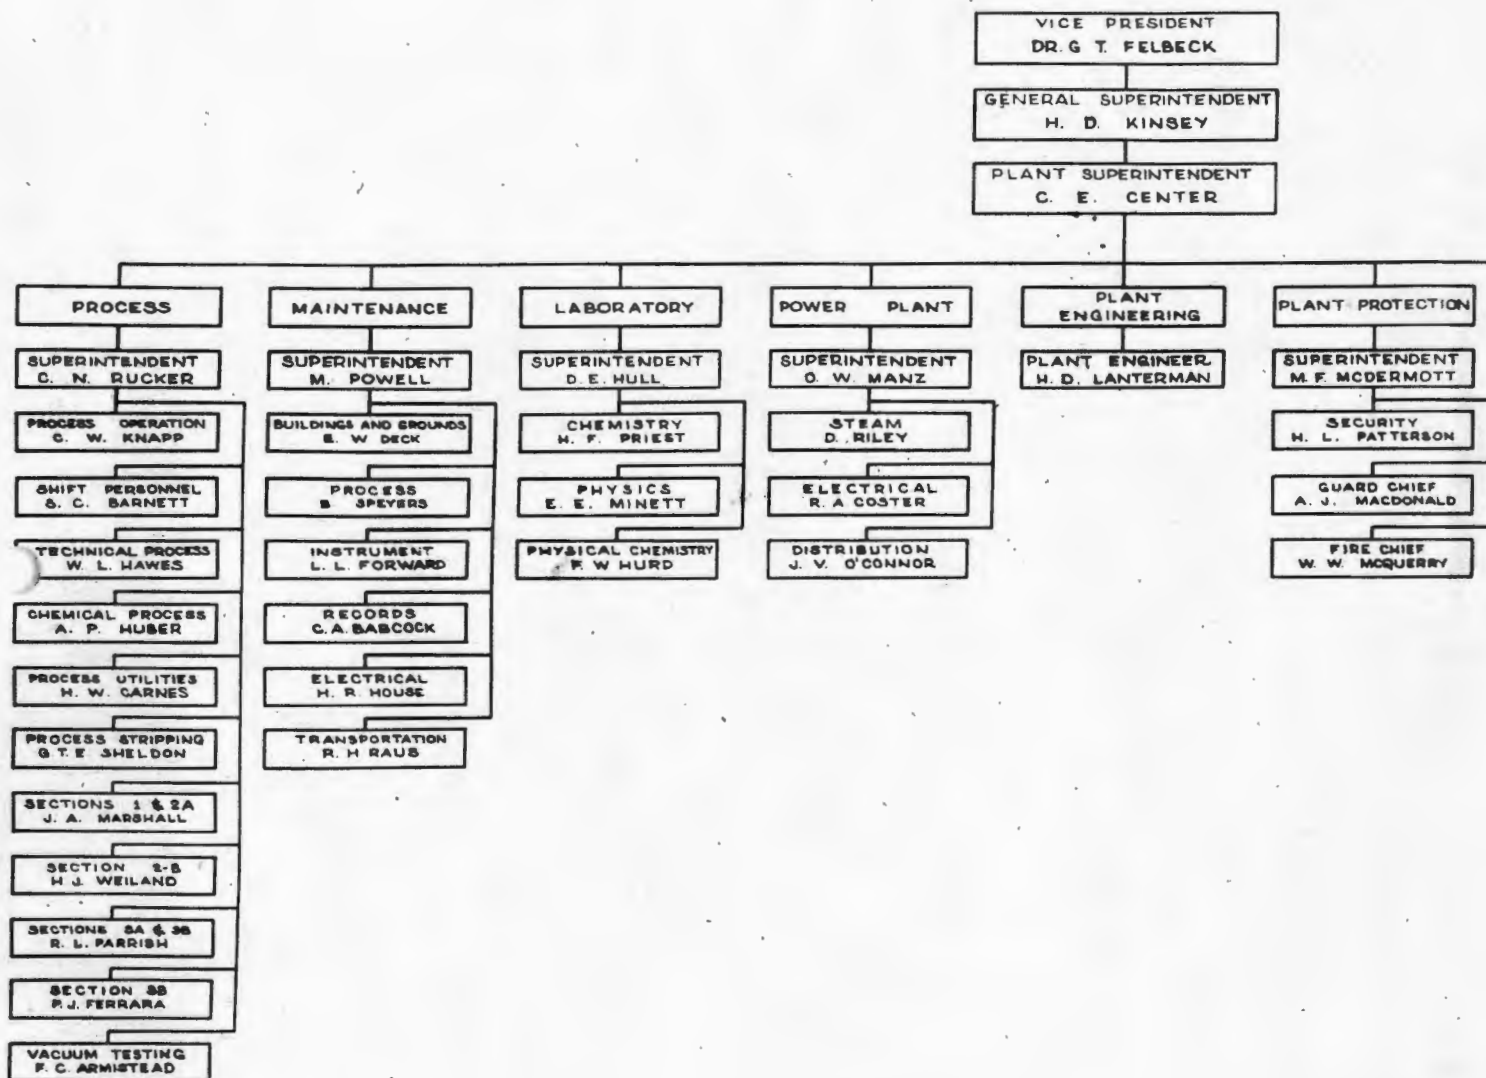 VICE PRESIDENT
DR. G T. FELBECK
GENERAL SUPERINTENDENT
H. D. KINSEY
PLANT SUPERINTENDENT
C. E. CENTER
PROCESS
SUPERINTENDENT
C. N. RUCKER
PROCESS OPERATION
C. W. KNAPP
SHIFT PERSONNEL
S. C. BARNETT
TECHNICAL PROCESS
W. L. HAWES
CHEMICAL PROCESS
A. P. HUBER
PROCESS UTILITIES
H. W. CARNES
PROCESS STRIPPING
G. T. E. SHELDON
SECTIONS 1 & 2A
J. A. MARSHALL
SECTION 2-B
H J. WEILAND
SECTIONS 3A & 3B
R. L. PARRISH
SECTION 3B
P. J. FERRARA
VACUUM TESTING
F. C. ARMISTEAD
MAINTENANCE
SUPERINTENDENT
M. POWELL
BUILDINGS AND GROUNDS
E. W DECK
PROCESS
B. SPEYERS
INSTRUMENT
L. L. FORWARD
RECORDS
C. A. BABCOCK
ELECTRICAL
H. R. HOUSE
TRANSPORTATION
R. H RAUB
LABORATORY
SUPERINTENDENT
D. E. HULL
CHEMISTRY
H. F. PRIEST
PHYSICS
E. E. MINETT
PHYSICAL CHEMISTRY
F. W HURD
POWER PLANT
SUPERINTENDENT
O. W. MANZ
STEAM
D. RILEY
ELECTRICAL
R. A COSTER
DISTRIBUTION
J. V. O'CONNOR
PLANT
ENGINEERING
PLANT ENGINEER
H. D. LANTERMAN
PLANT PROTECTION
SUPERINTENDENT
M. F. MCDERMOTT
SECURITY
H. L. PATTERSON
GUARD CHIEF
A. J. MACDONALD
FIRE CHIEF
W. W. MCQUERRY